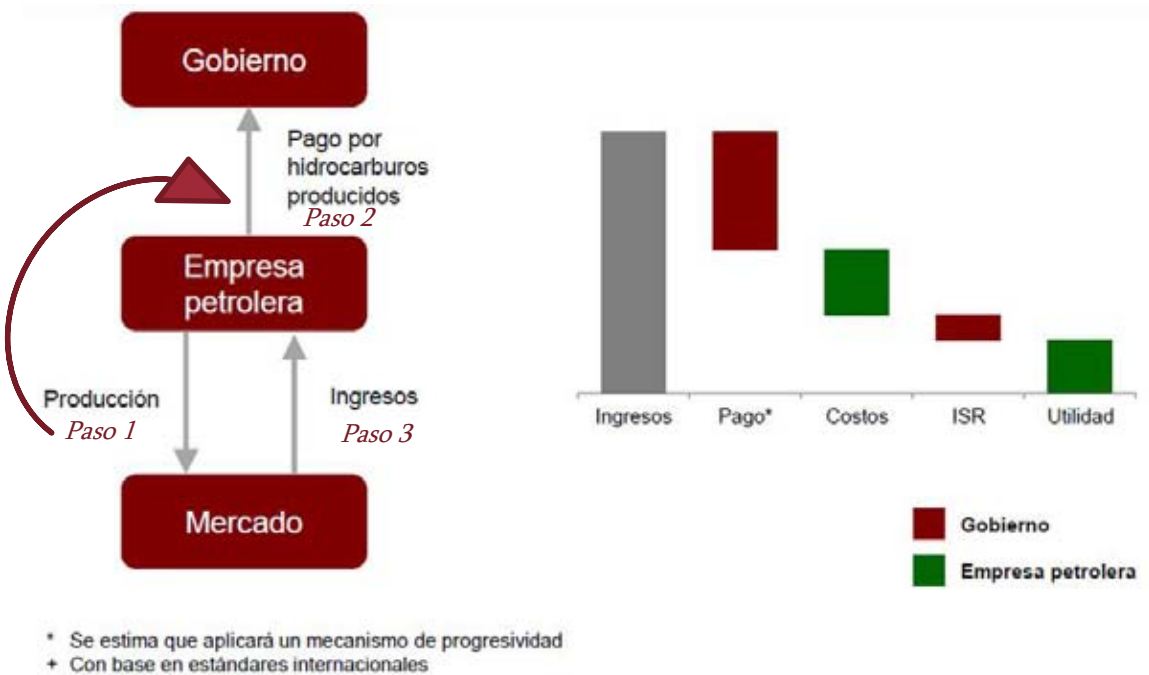 Gobierno
Pago por
hidrocarburos
producidos
Paso 2
Empresa
petrolera
Producción
Paso 1
Ingresos
Paso 3
Mercado
Ingresos
Pago*
Costos
ISR
Utilidad
Gobierno
Empresa petrolera
* Se estima que aplicará un mecanismo de progresividad
+ Con base en estándares internacionales